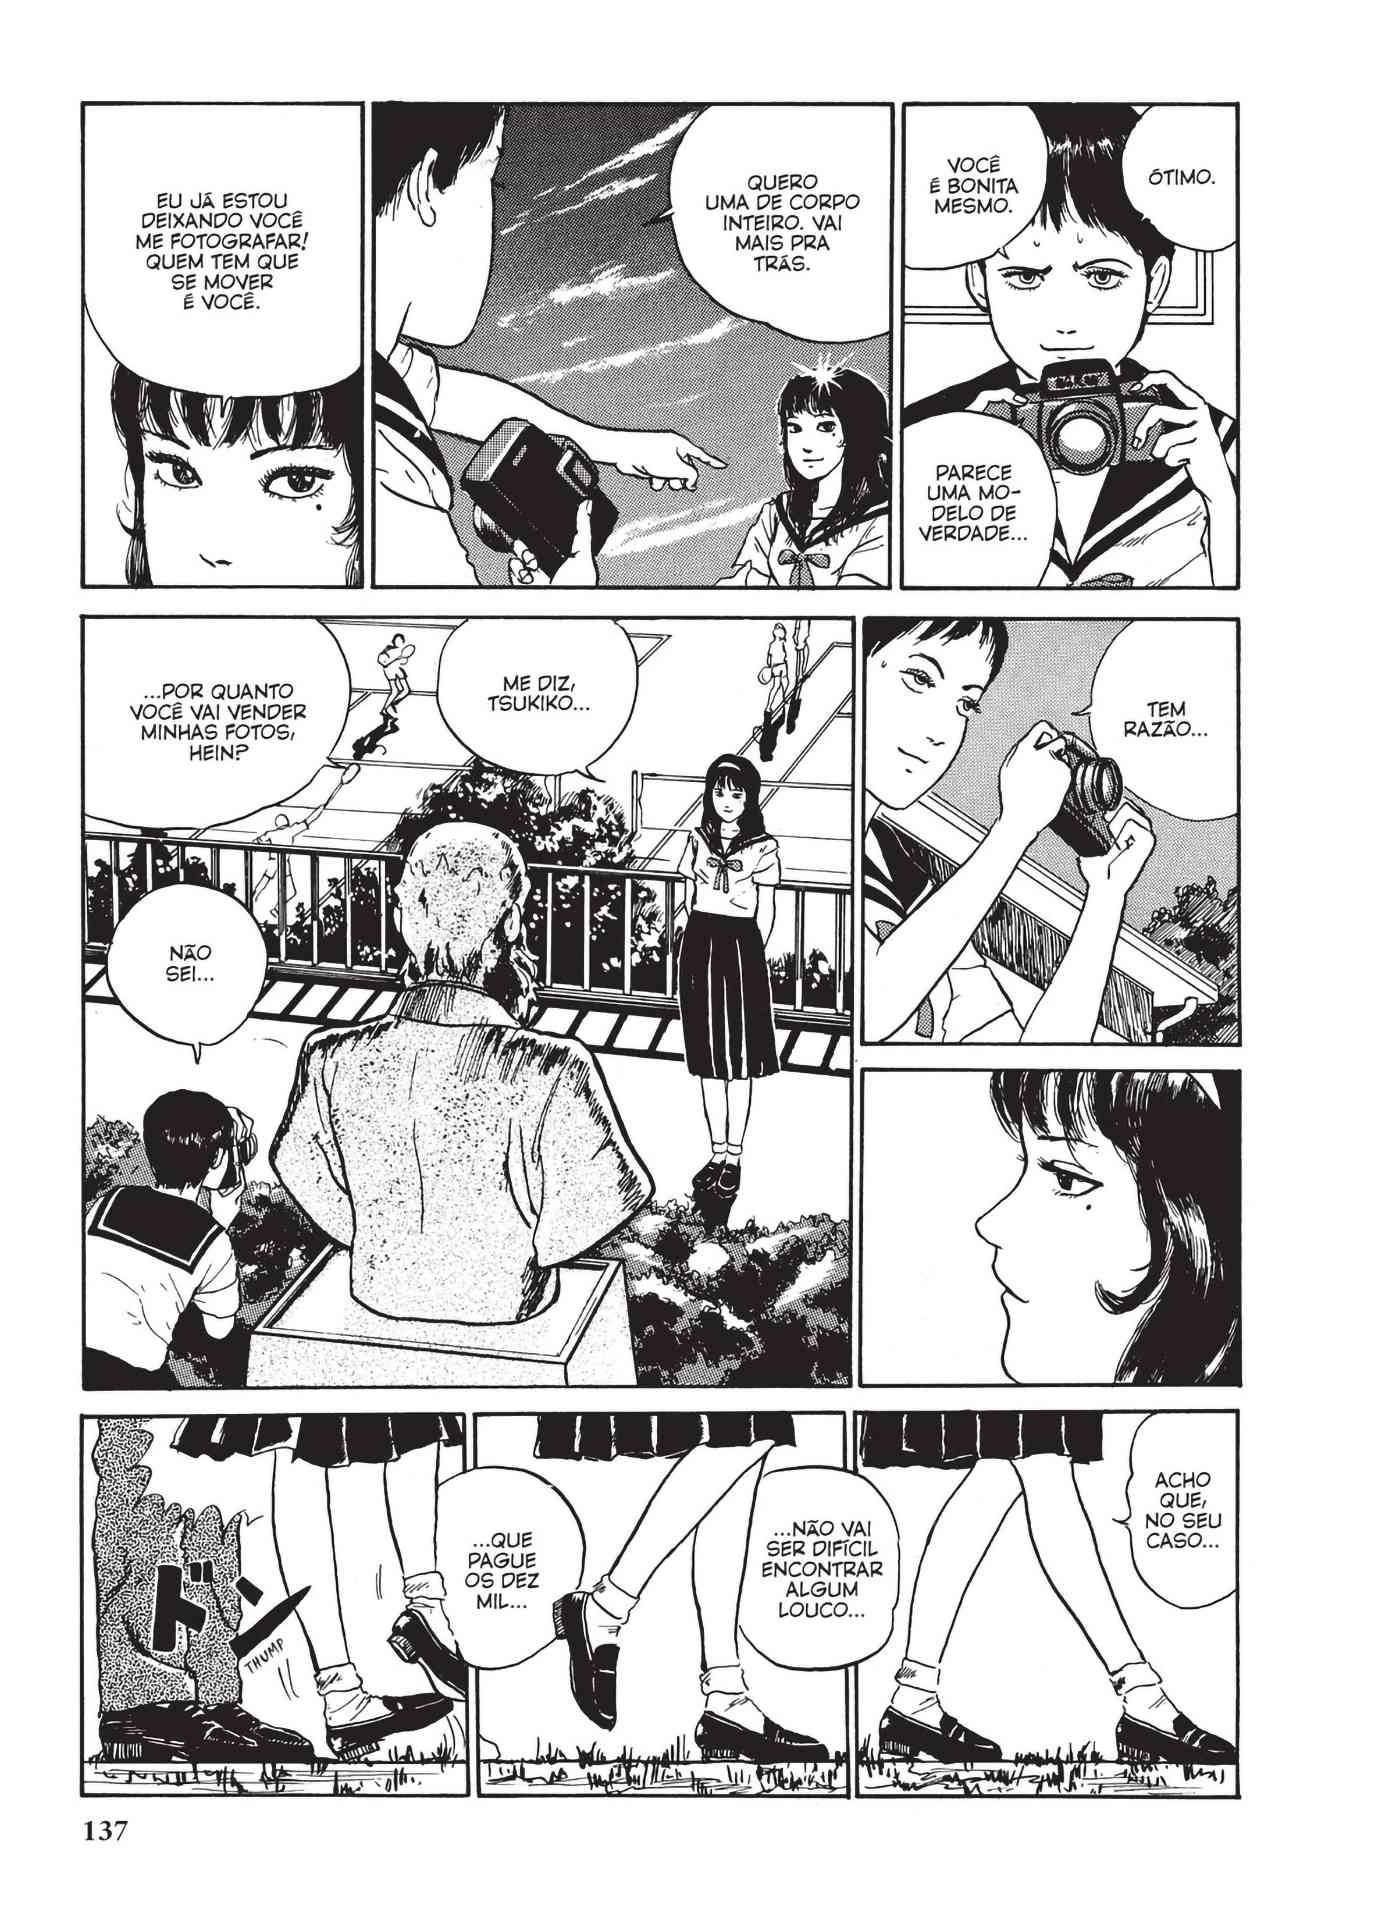 ÓTIMO.
VOCÊ
É BONITA
MESMO.
PARECE
UMA MO-
DELO DE
VERDADE...
QUERO
UMA DE CORPO
INTEIRO. VAI
MAIS PRA
TRÁS.
EU JÁ ESTOU
DEIXANDO VOCÊ
ME FOTOGRAFAR!
QUEM TEM QUE
SE MOVER
É VOCÊ.
TEM
RAZÃO...
ME DIZ,
TSUKIKO...
...POR QUANTO
VOCÊ VAI VENDER
MINHAS FOTOS,
HEIN?
NÃO
SEI...
ACHO
QUE,
NO SEU
CASO...
...NÃO VAI
SER DIFÍCIL
ENCONTRAR
ALGUM
LOUCO...
...QUE
PAGUE
OS DEZ
MIL...
ドン
THUMP
137